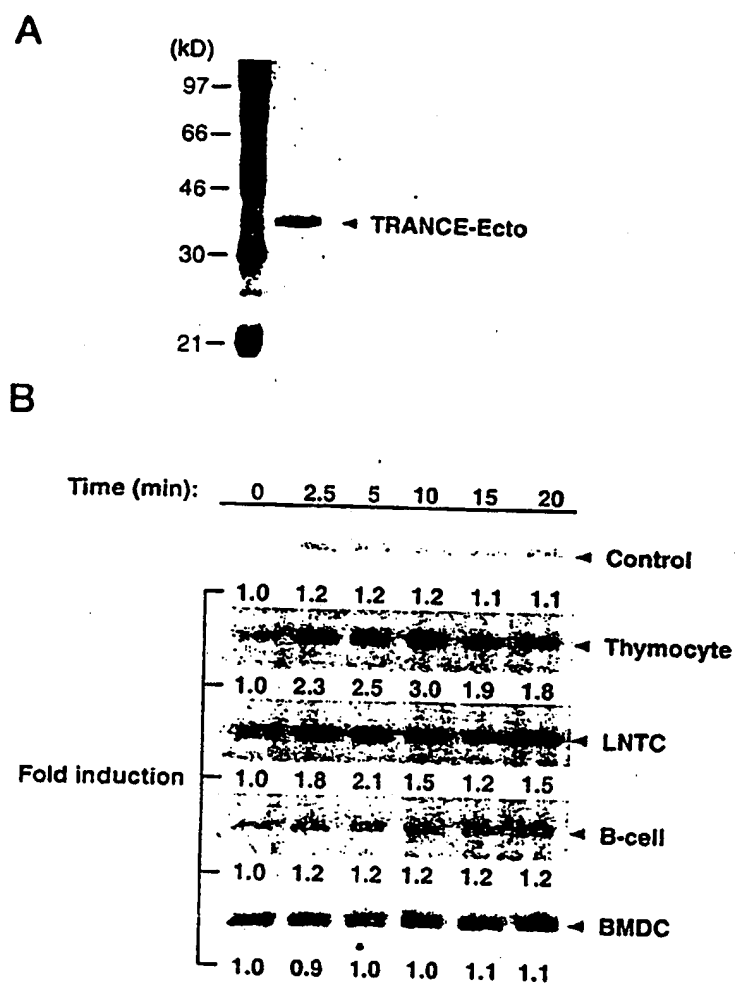 A
(kD)
97
66
46
TRANCE-Ecto
30
21
B
Time (min): 0 2.5 5 10 15 20
Control
1.0 1.2 1.2 1.2 1.1 1.1
Thymocyte
1.0 2.3 2.5 3.0 1.9 1.8
LNTC
Fold induction 1.0 1.8 2.1 1.5 1.2 1.5
B-cell
1.0 1.2 1.2 1.2 1.2 1.2
BMDC
1.0 0.9 1.0 1.0 1.1 1.1